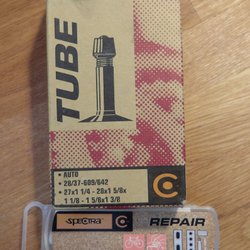 TUBE
• AUTO
• 28/37-609/642
• 27x1 1/4 - 28x1 5/8x
1 1/8 - 1 5/8x1 3/8
SPECTRA
REPAIR